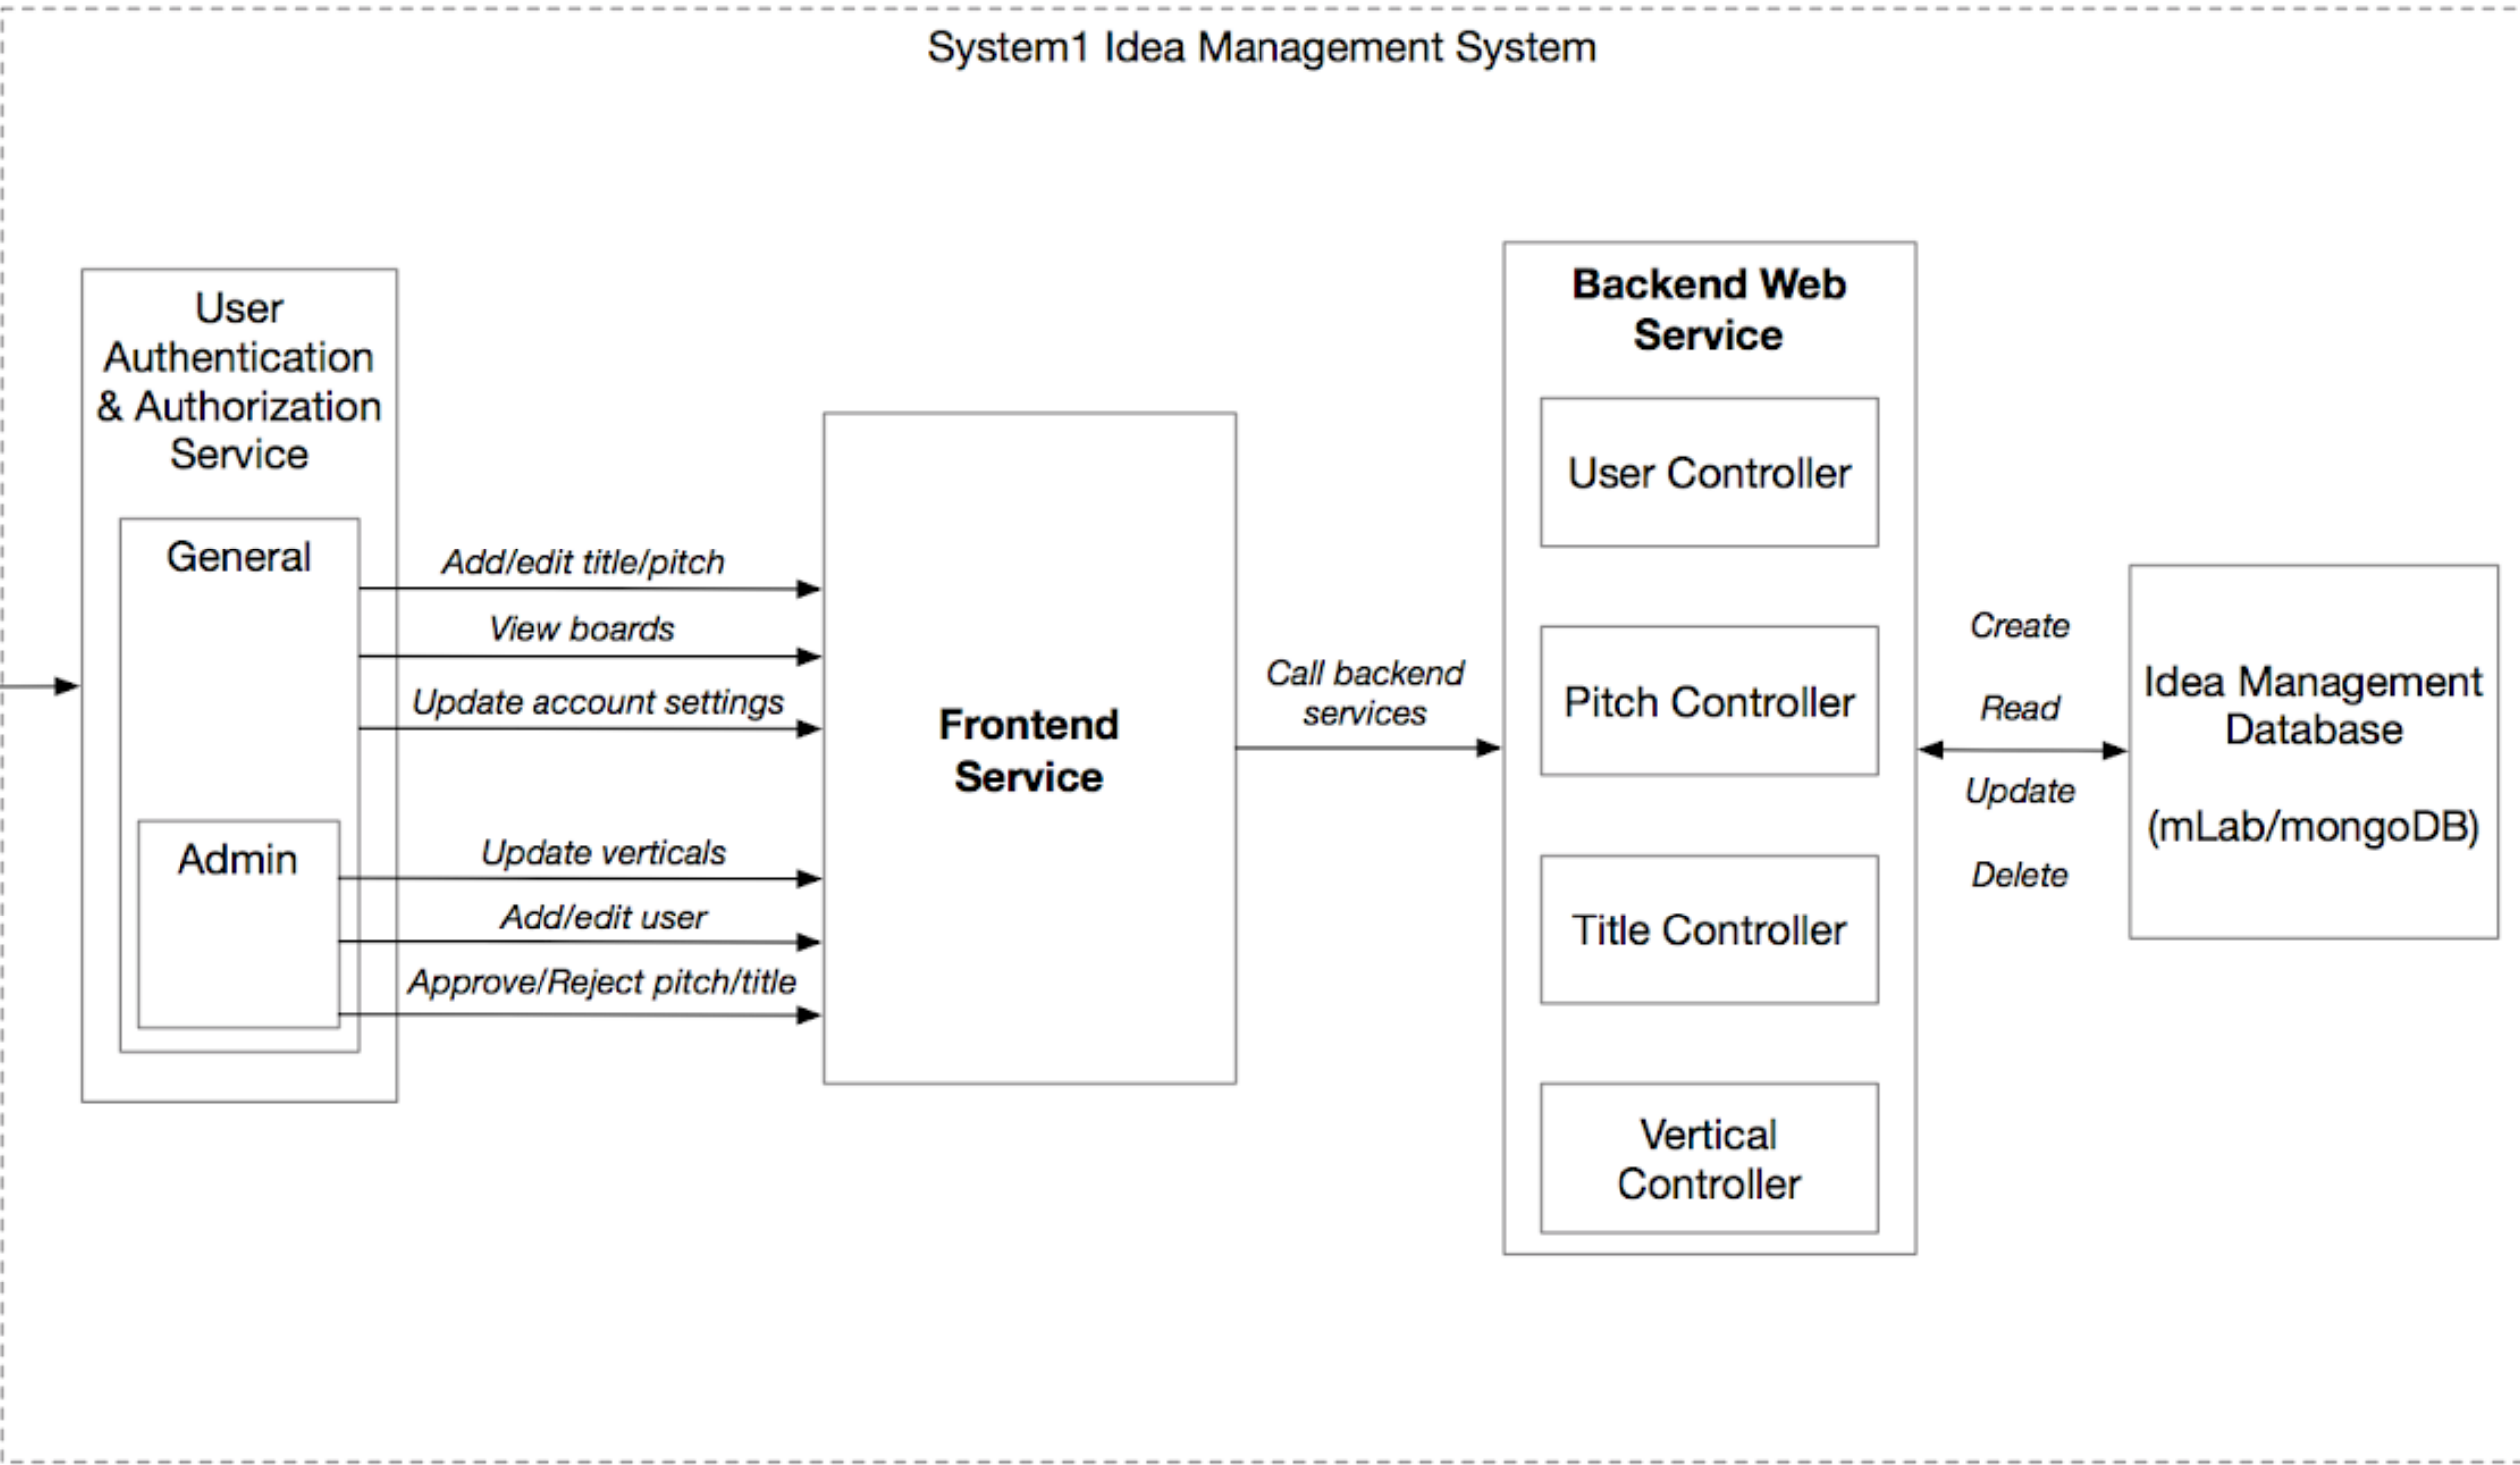 System1 Idea Management System
User
Authentication
& Authorization
Service
General
Admin
Add/edit title/pitch
View boards
Update account settings
Update verticals
Add/edit user
Approve/Reject pitch/title
Frontend
Service
Call backend
services
Backend Web
Service
User Controller
Pitch Controller
Title Controller
Vertical
Controller
Create
Read
Update
Delete
Idea Management
Database
(mLab/mongoDB)